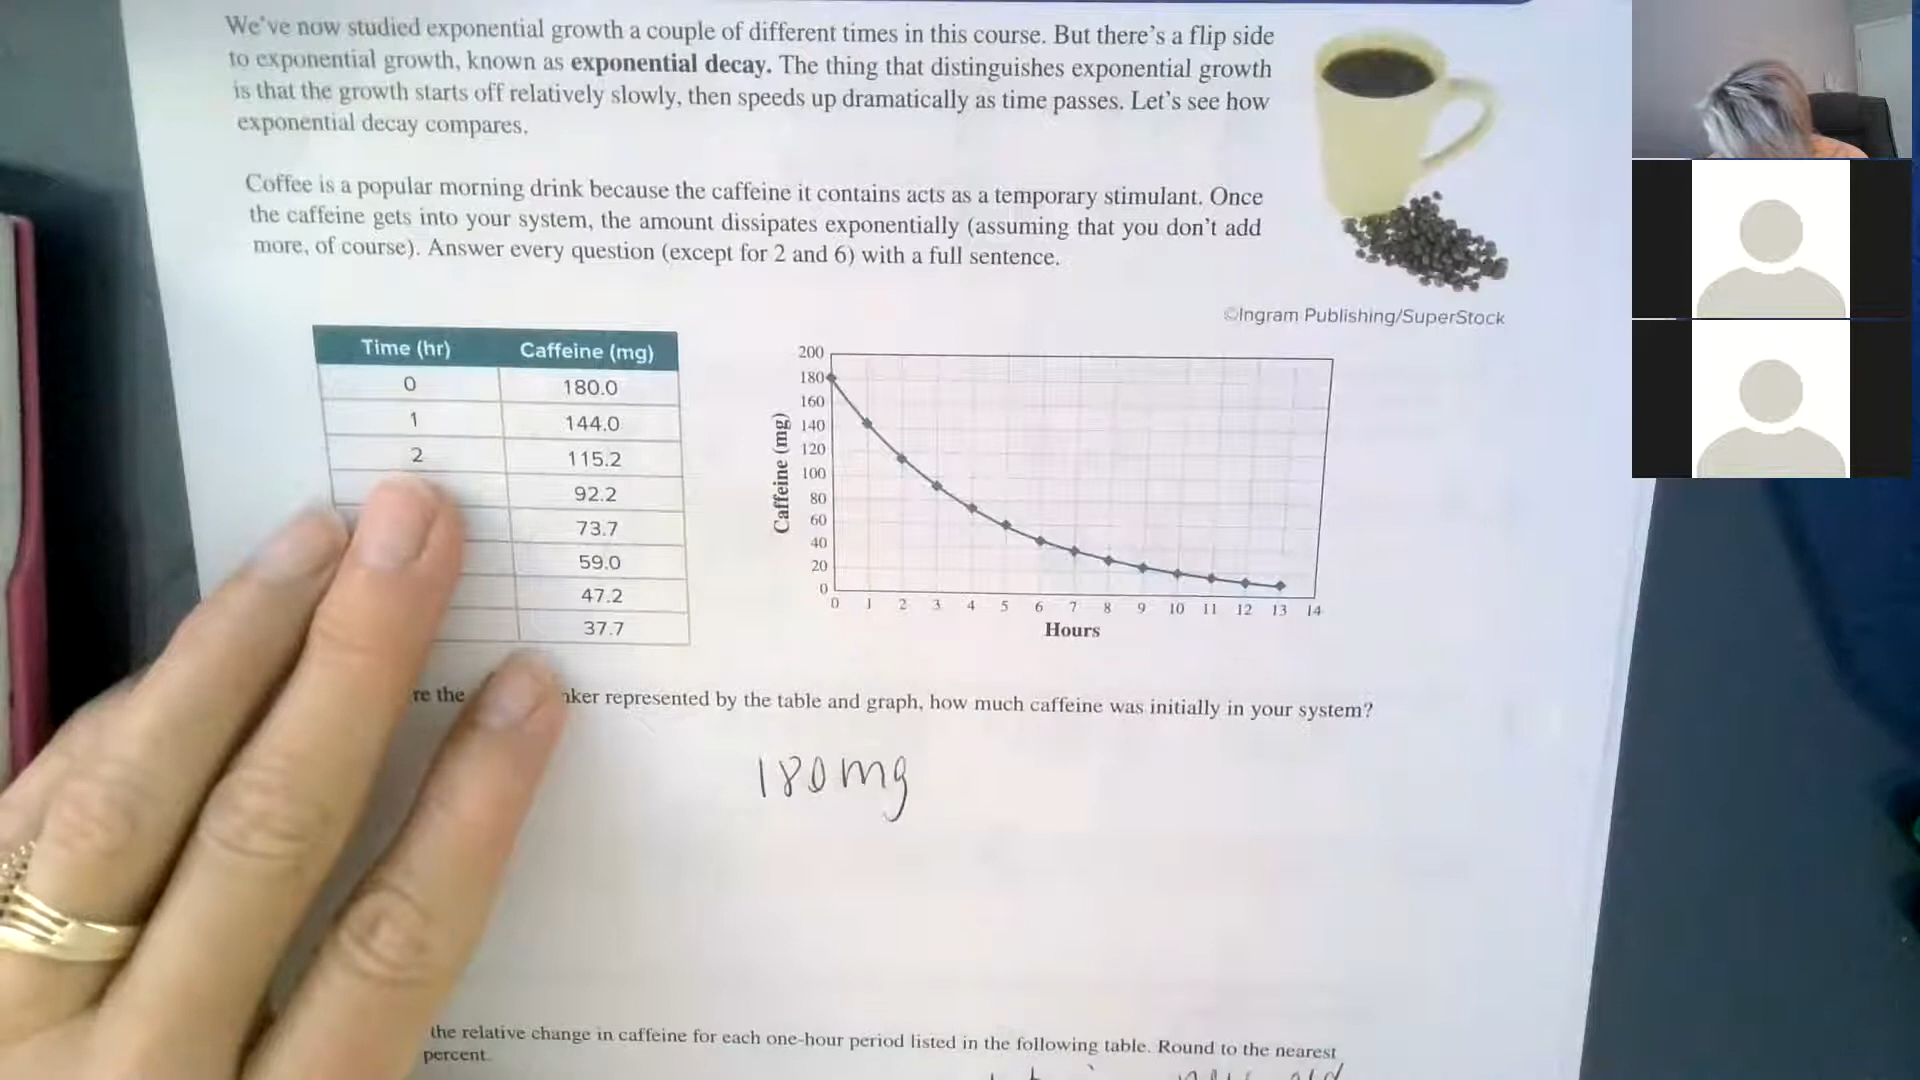 We've now studied exponential growth a couple of different times in this course. But there's a flip side
to exponential growth, known as exponential decay. The thing that distinguishes exponential growth
is that the growth starts off relatively slowly, then speeds up dramatically as time passes. Let's see how
exponential decay compares.
Coffee is a popular morning drink because the caffeine it contains acts as a temporary stimulant. Once
the caffeine gets into your system, the amount dissipates exponentially (assuming that you don't add
more, of course). Answer every question (except for 2 and 6) with a full sentence.
©Ingram Publishing/SuperStock
Time (hr) Caffeine (mg)
0 180.0
1 144.0
2 115.2
92.2
73.7
59.0
47.2
37.7
Caffeine (mg)
200
180
160
140
120
100
80
60
40
20
0
0 1 2 3 4 5 6 7 8 9 10 11 12 13 14
Hours
re the nker represented by the table and graph, how much caffeine was initially in your system?
180 mg
the relative change in caffeine for each one-hour period listed in the following table. Round to the nearest
percent.